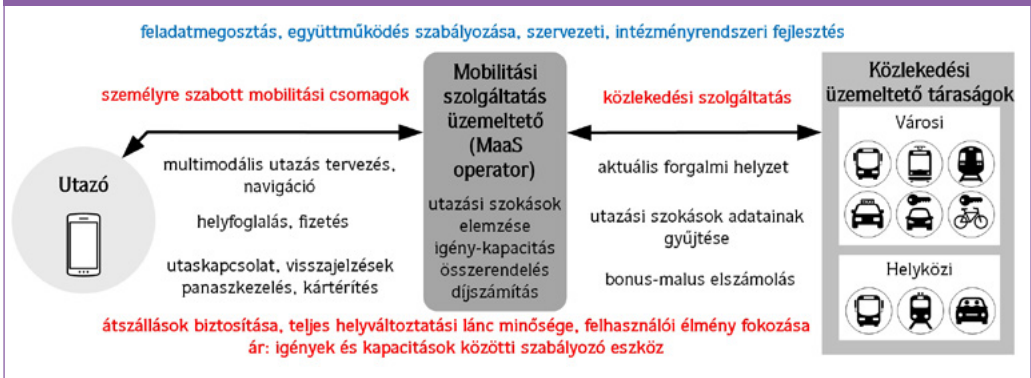 feladatmegosztás, együttműködés szabályozása, szervezeti, intézményrendszeri fejlesztés
Utazó
személyre szabott mobilitási csomagok
multimodális utazás tervezés,
navigáció
helyfoglalás, fizetés
utaskapcsolat, visszajelzések
panaszkezelés, kártérítés
Mobilitási
szolgáltatás
üzemeltető
(MaaS
operator)
utazási szokások
elemzése
igény-kapacitás
összerendelés
díjszámítás
közlekedési szolgáltatás
aktuális forgalmi helyzet
utazási szokások adatainak
gyűjtése
bonus-malus elszámolás
Közlekedési
üzemeltető táraságok
Városi
Helyközi
átszállások biztosítása, teljes helyváltoztatási lánc minősége, felhasználói élmény fokozása
ár: igények és kapacitások közötti szabályozó eszköz